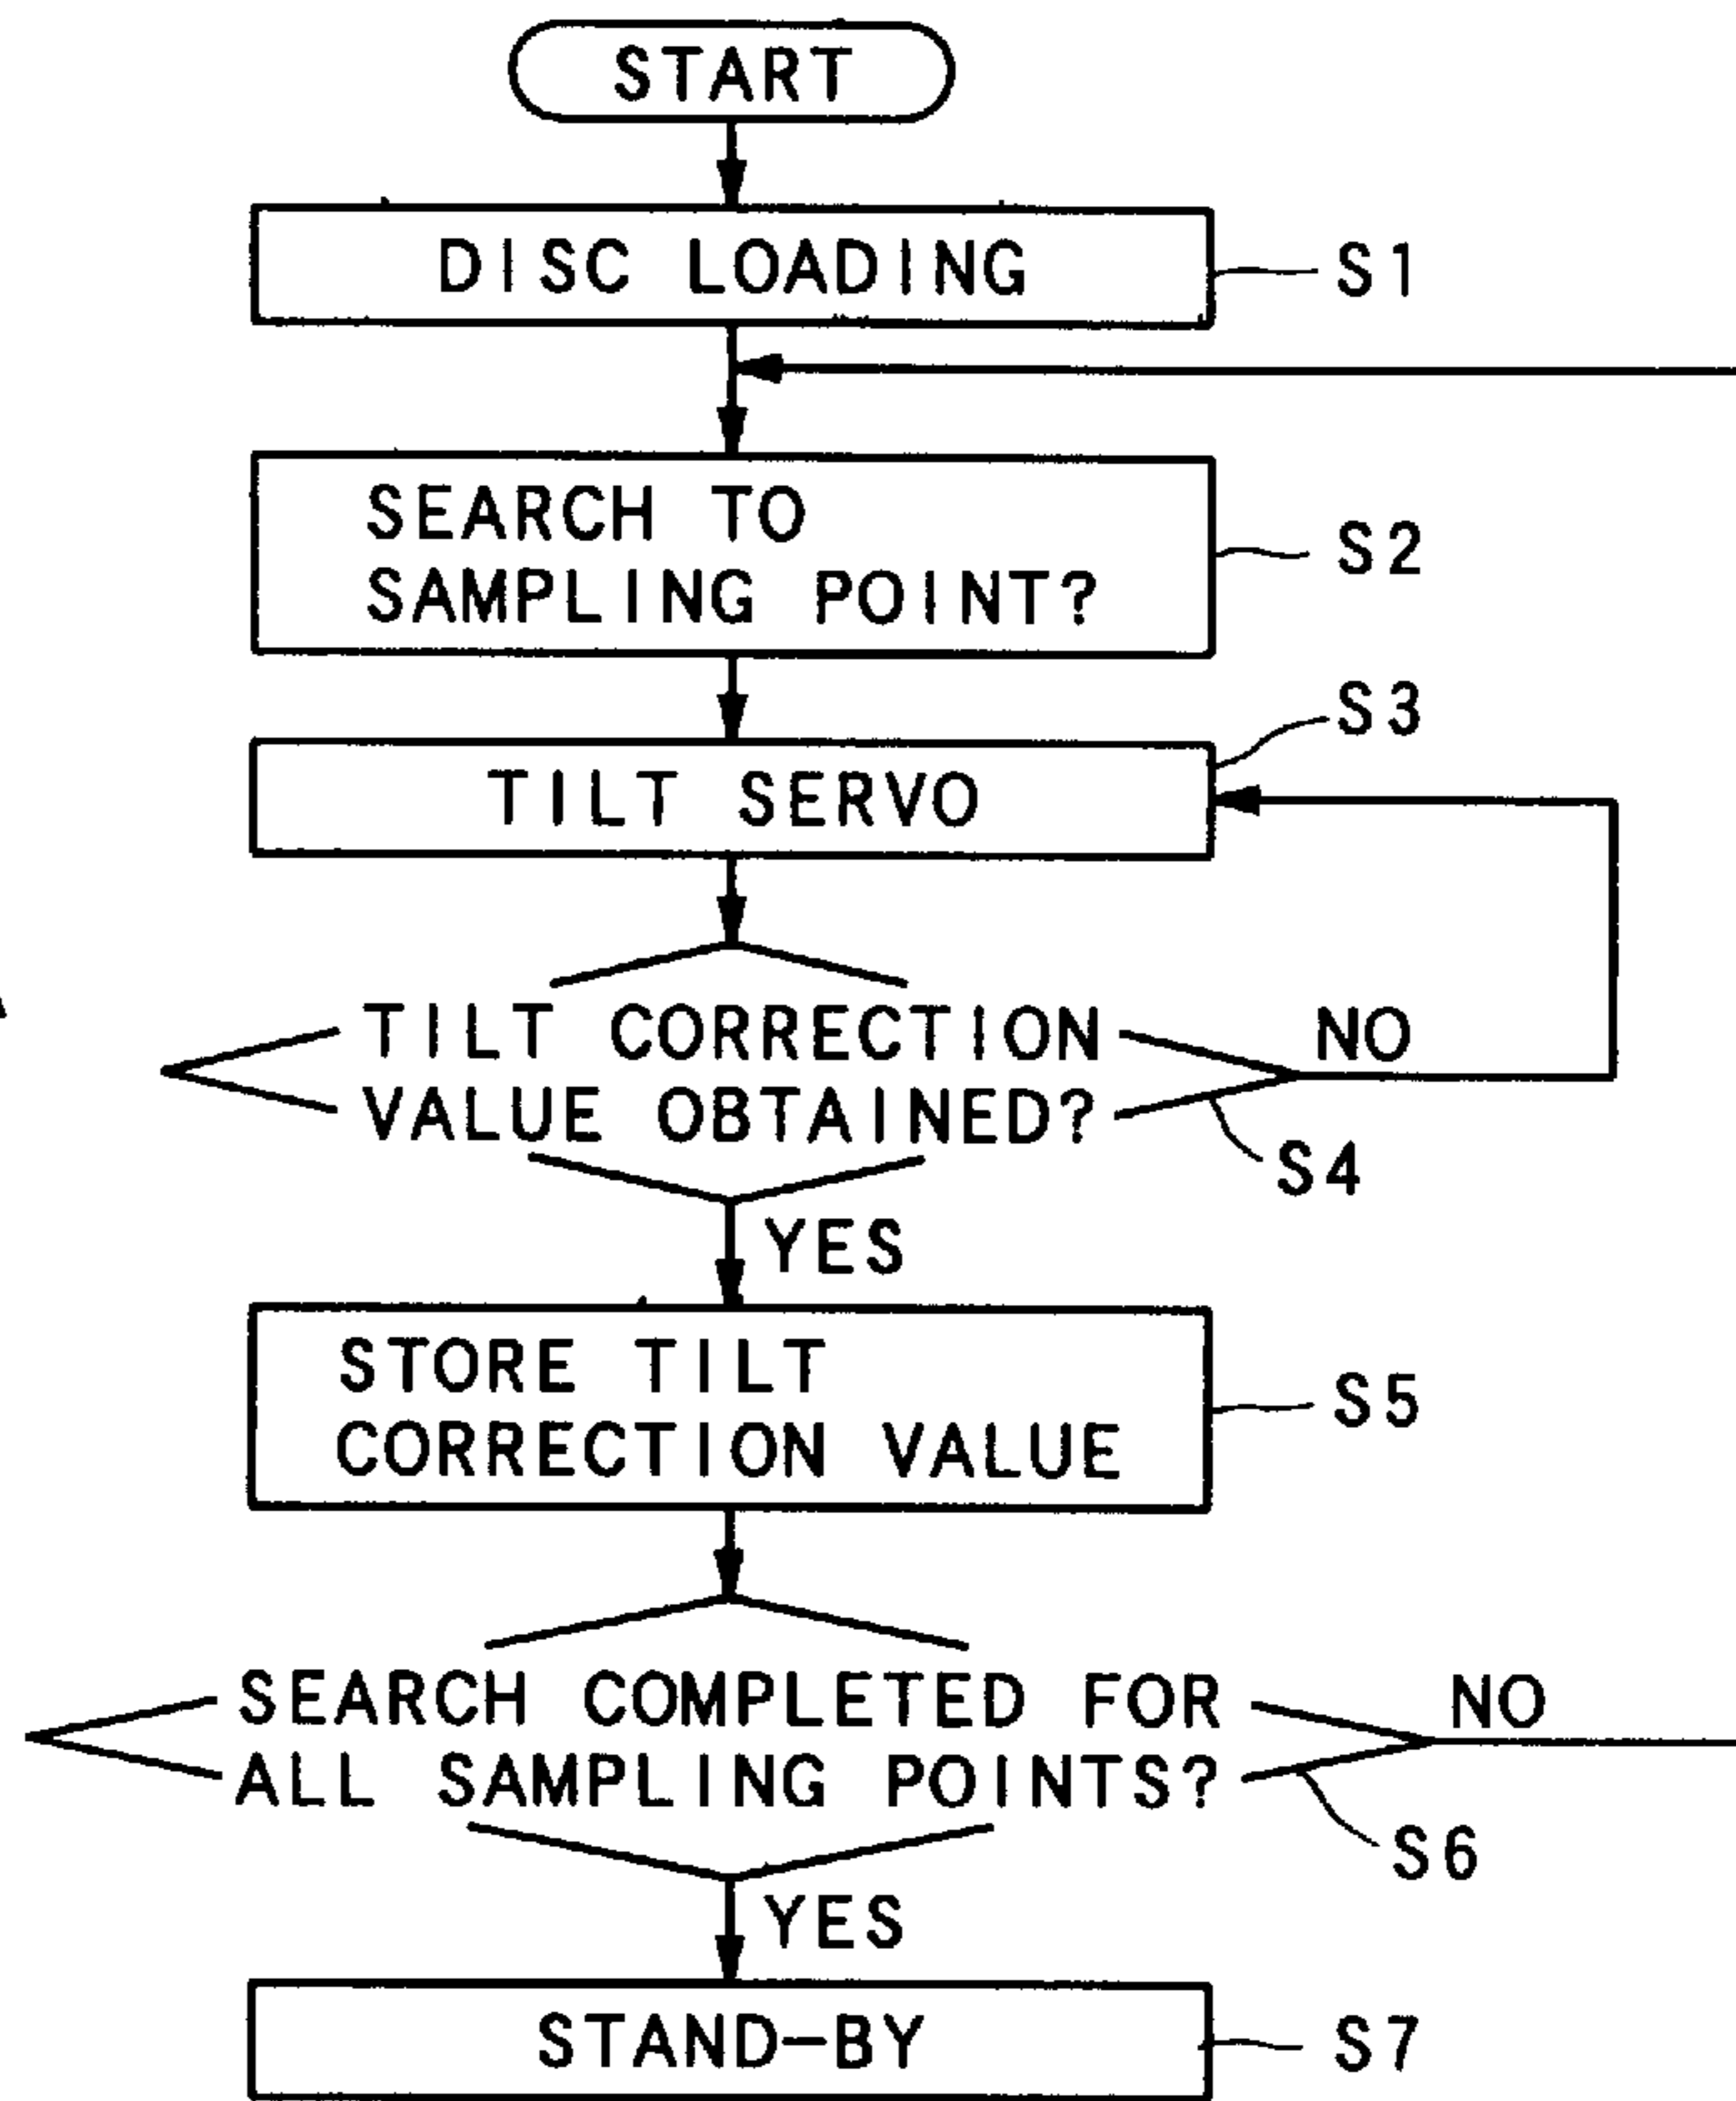 START
DISC LOADING
S1
SEARCH TO
SAMPLING POINT?
S2
S3
TILT SERVO
TILT CORRECTION
VALUE OBTAINED?
NO
S4
YES
STORE TILT
CORRECTION VALUE
S5
SEARCH COMPLETED FOR
ALL SAMPLING POINTS?
NO
S6
YES
STAND-BY
S7